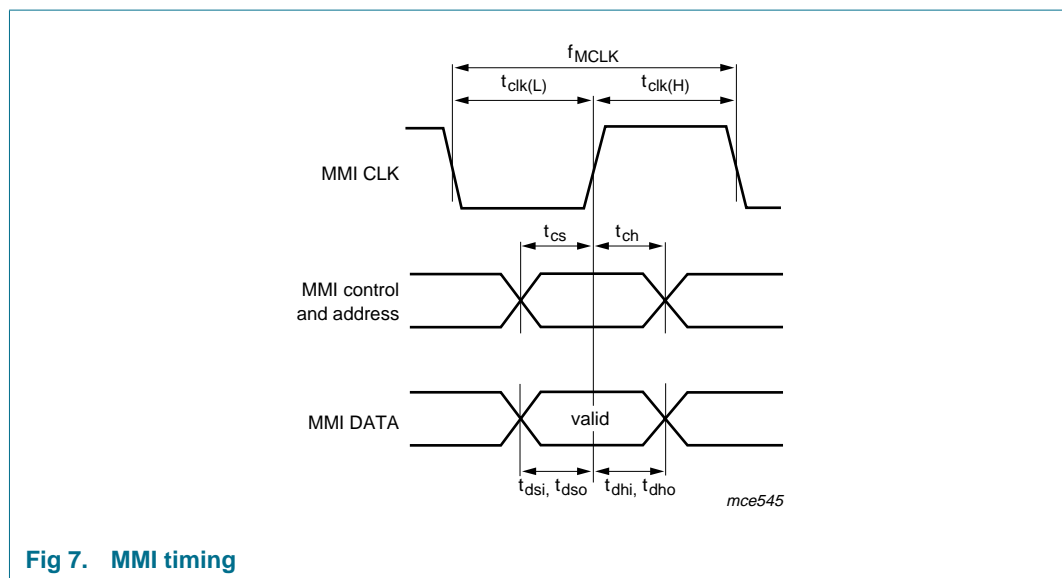 fMCLK
tclk(L) tclk(H)
MMI CLK
tcs tch
MMI control
and address
MMI DATA
valid
tdsi, tdso tdhi, tdho
mce545
Fig 7. MMI timing